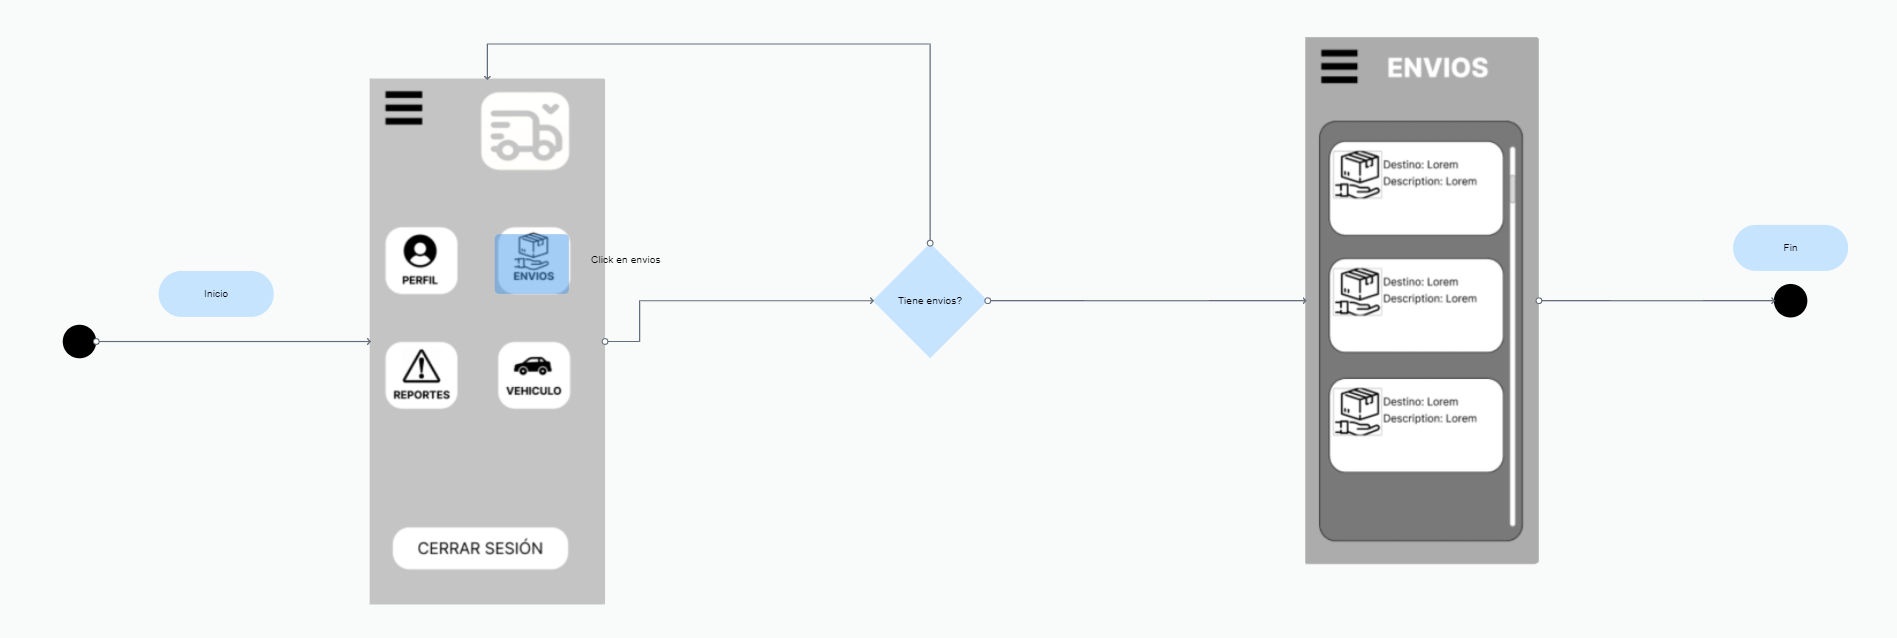 Inicio
PERFIL
ENVIOS
Click en envios
REPORTES
VEHICULO
CERRAR SESIÓN
Tiene envios?
ENVIOS
Destino: Lorem
Description: Lorem
Destino: Lorem
Description: Lorem
Destino: Lorem
Description: Lorem
Fin